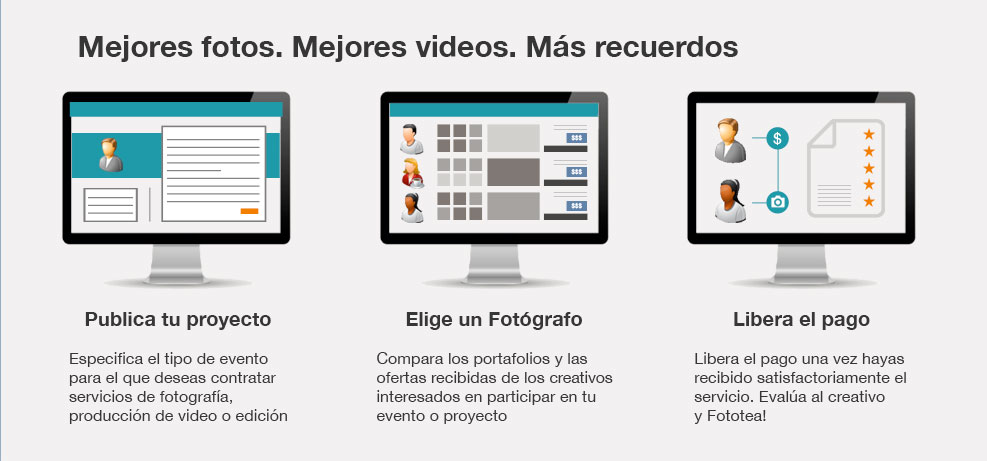 Mejores fotos. Mejores videos. Más recuerdos
$$$
$$$
$$$
$
Publica tu proyecto
Especifica el tipo de evento
para el que deseas contratar
servicios de fotografía,
producción de video o edición
Elige un Fotógrafo
Compara los portafolios y las
ofertas recibidas de los creativos
interesados en participar en tu
evento o proyecto
Libera el pago
Libera el pago una vez hayas
recibido satisfactoriamente el
servicio. Evalúa al creativo
y Fototea!